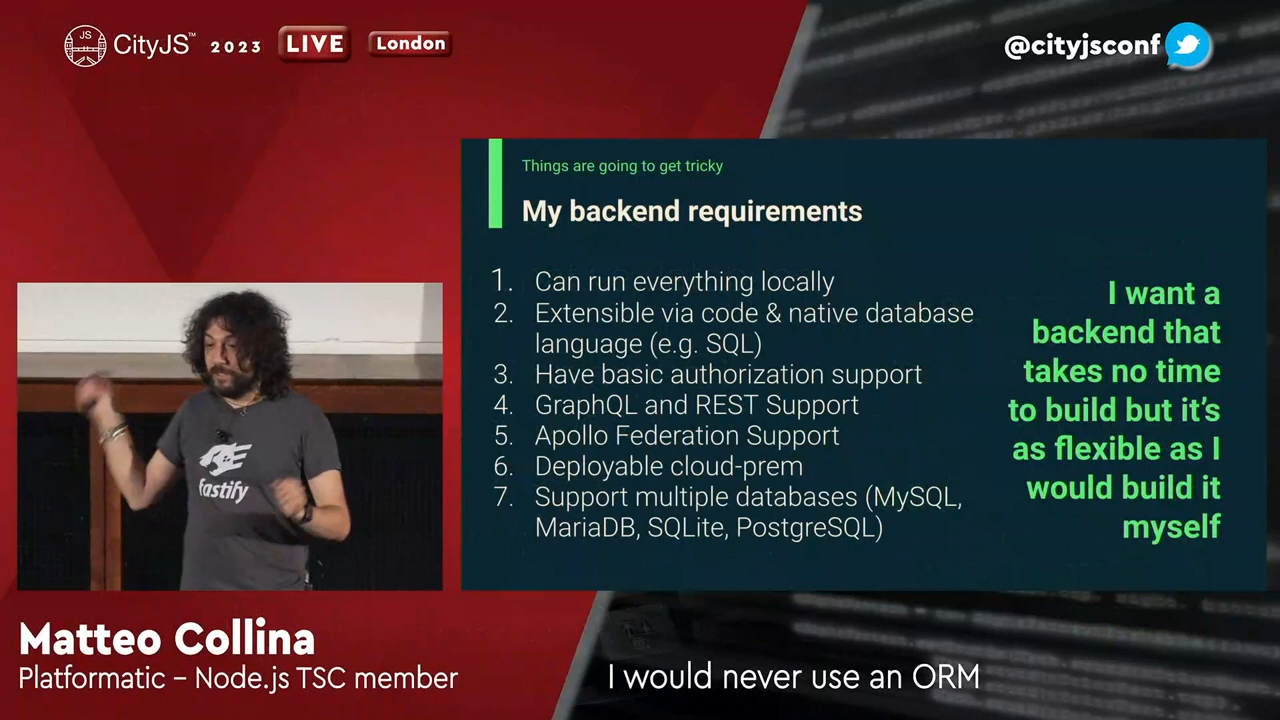 JS
CityJS™ 2023 LIVE London
@cityjsconf
Things are going to get tricky
My backend requirements
1. Can run everything locally
2. Extensible via code & native database
language (e.g. SQL)
3. Have basic authorization support
4. GraphQL and REST Support
5. Apollo Federation Support
6. Deployable cloud-prem
7. Support multiple databases (MySQL,
MariaDB, SQLite, PostgreSQL)
I want a
backend that
takes no time
to build but it's
as flexible as I
would build it
myself
fastify
Matteo Collina
Platformatic – Node.js TSC member
I would never use an ORM